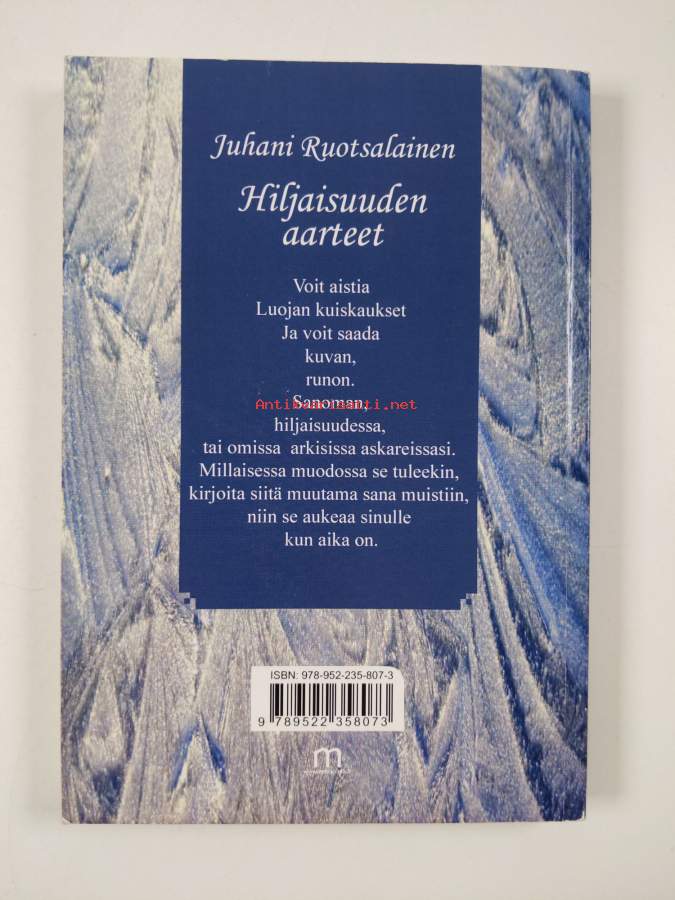 Juhani Ruotsalainen
Hiljaisuuden
aarteet
Voit aistia
Luojan kuiskaukset
Ja voit saada
kuvan,
runon.
Sanoman,
Antikvariaatti.net
hiljaisuudessa,
tai omissa arkisissa askareissasi.
Millaisessa muodossa se tuleekin,
kirjoita siitä muutama sana muistiin,
niin se aukeaa sinulle
kun aika on.
ISBN: 978-952-235-807-3
9 789522 358073
m